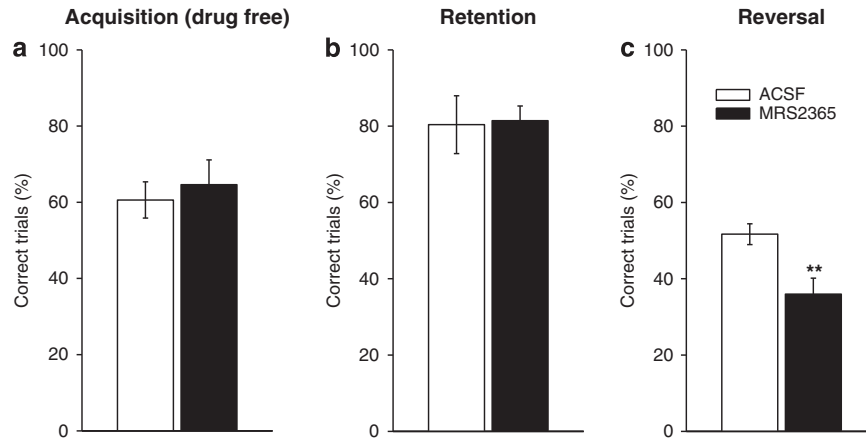 Acquisition (drug free)
a
100
80
60
40
20
0
Correct trials (%)
Retention
b
100
80
60
40
20
0
Correct trials (%)
Reversal
c
100
80
60
40
20
0
Correct trials (%)
ACSF
MRS2365
**